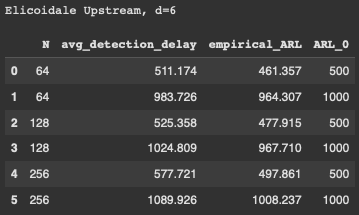 Elicoidale Upstream, d=6
N avg_detection_delay empirical_ARL ARL_0
0 64 511.174 461.357 500
1 64 983.726 964.307 1000
2 128 525.358 477.915 500
3 128 1024.809 967.710 1000
4 256 577.721 497.861 500
5 256 1089.926 1008.237 1000